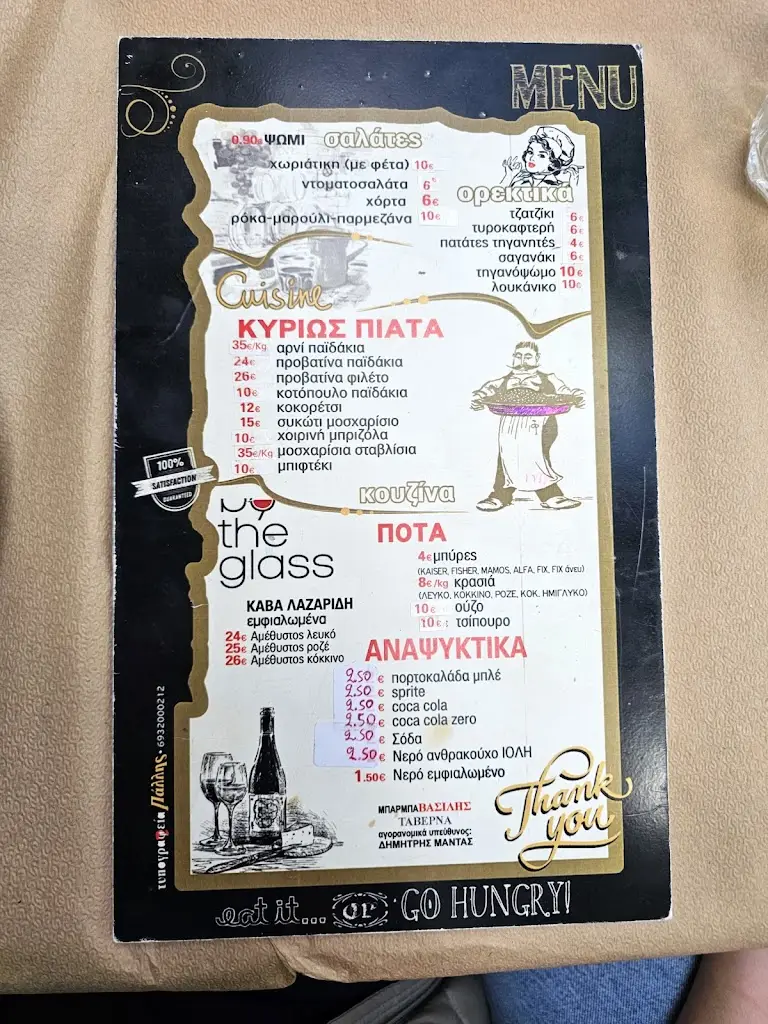 MENU
0.90€ ΨΩΜΙ σαλάτες
χωριάτικη (με φέτα) 10€
ντοματοσαλάτα 6€
χόρτα 6€
ρόκα-μαρούλι-παρμεζάνα 10€
ορεκτικά
τζατζίκι 6€
τυροκαφτερή 6€
πατάτες τηγανητές 4€
σαγανάκι 6€
τηγανόψωμο 10€
λουκάνικο 10€
Cuisine
ΚΥΡΙΩΣ ΠΙΑΤΑ
35€/Kg αρνί παϊδάκια
24€ προβατίνα παϊδάκια
26€ προβατίνα φιλέτο
10€ κοτόπουλο παϊδάκια
12€ κοκορέτσι
15€ συκώτι μοσχαρίσιο
10€ χοιρινή μπριζόλα
35€/Kg μοσχαρίσια σταβλίσια
10€ μπιφτέκι
100%
SATISFACTION
GUARANTEED
κουζίνα
by
the
glass
ΚΑΒΑ ΛΑΖΑΡΙΔΗ
εμφιαλωμένα
24€ Αμέθυστος λευκό
25€ Αμέθυστος ροζέ
26€ Αμέθυστος κόκκινο
ΠΟΤΑ
4€ μπύρες
(KAISER, FISHER, MAMOS, ALFA, FIX, FIX άνευ)
8€/kg κρασιά
(ΛΕΥΚΟ, ΚΟΚΚΙΝΟ, ΡΟΖΕ, ΚΟΚ. ΗΜΙΓΛΥΚΟ)
10€ ούζο
10€ τσίπουρο
ΑΝΑΨΥΚΤΙΚΑ
2.50 € πορτοκαλάδα μπλέ
2.50 € sprite
2.50 € coca cola
2.50 € coca cola zero
2.50 € Σόδα
2.50 € Νερό ανθρακούχο ΙΟΛΗ
1.50€ Νερό εμφιαλωμένο
ΜΠΑΡΜΠΑΒΑΣΙΛΗΣ
ΤΑΒΕΡΝΑ
αγορανομικά υπεύθυνος:
ΔΗΜΗΤΡΗΣ ΜΑΝΤΑΣ
Thank
you
τυπογραφεία Πάλλης • 6932000212
eat it... or GO HUNGRY!